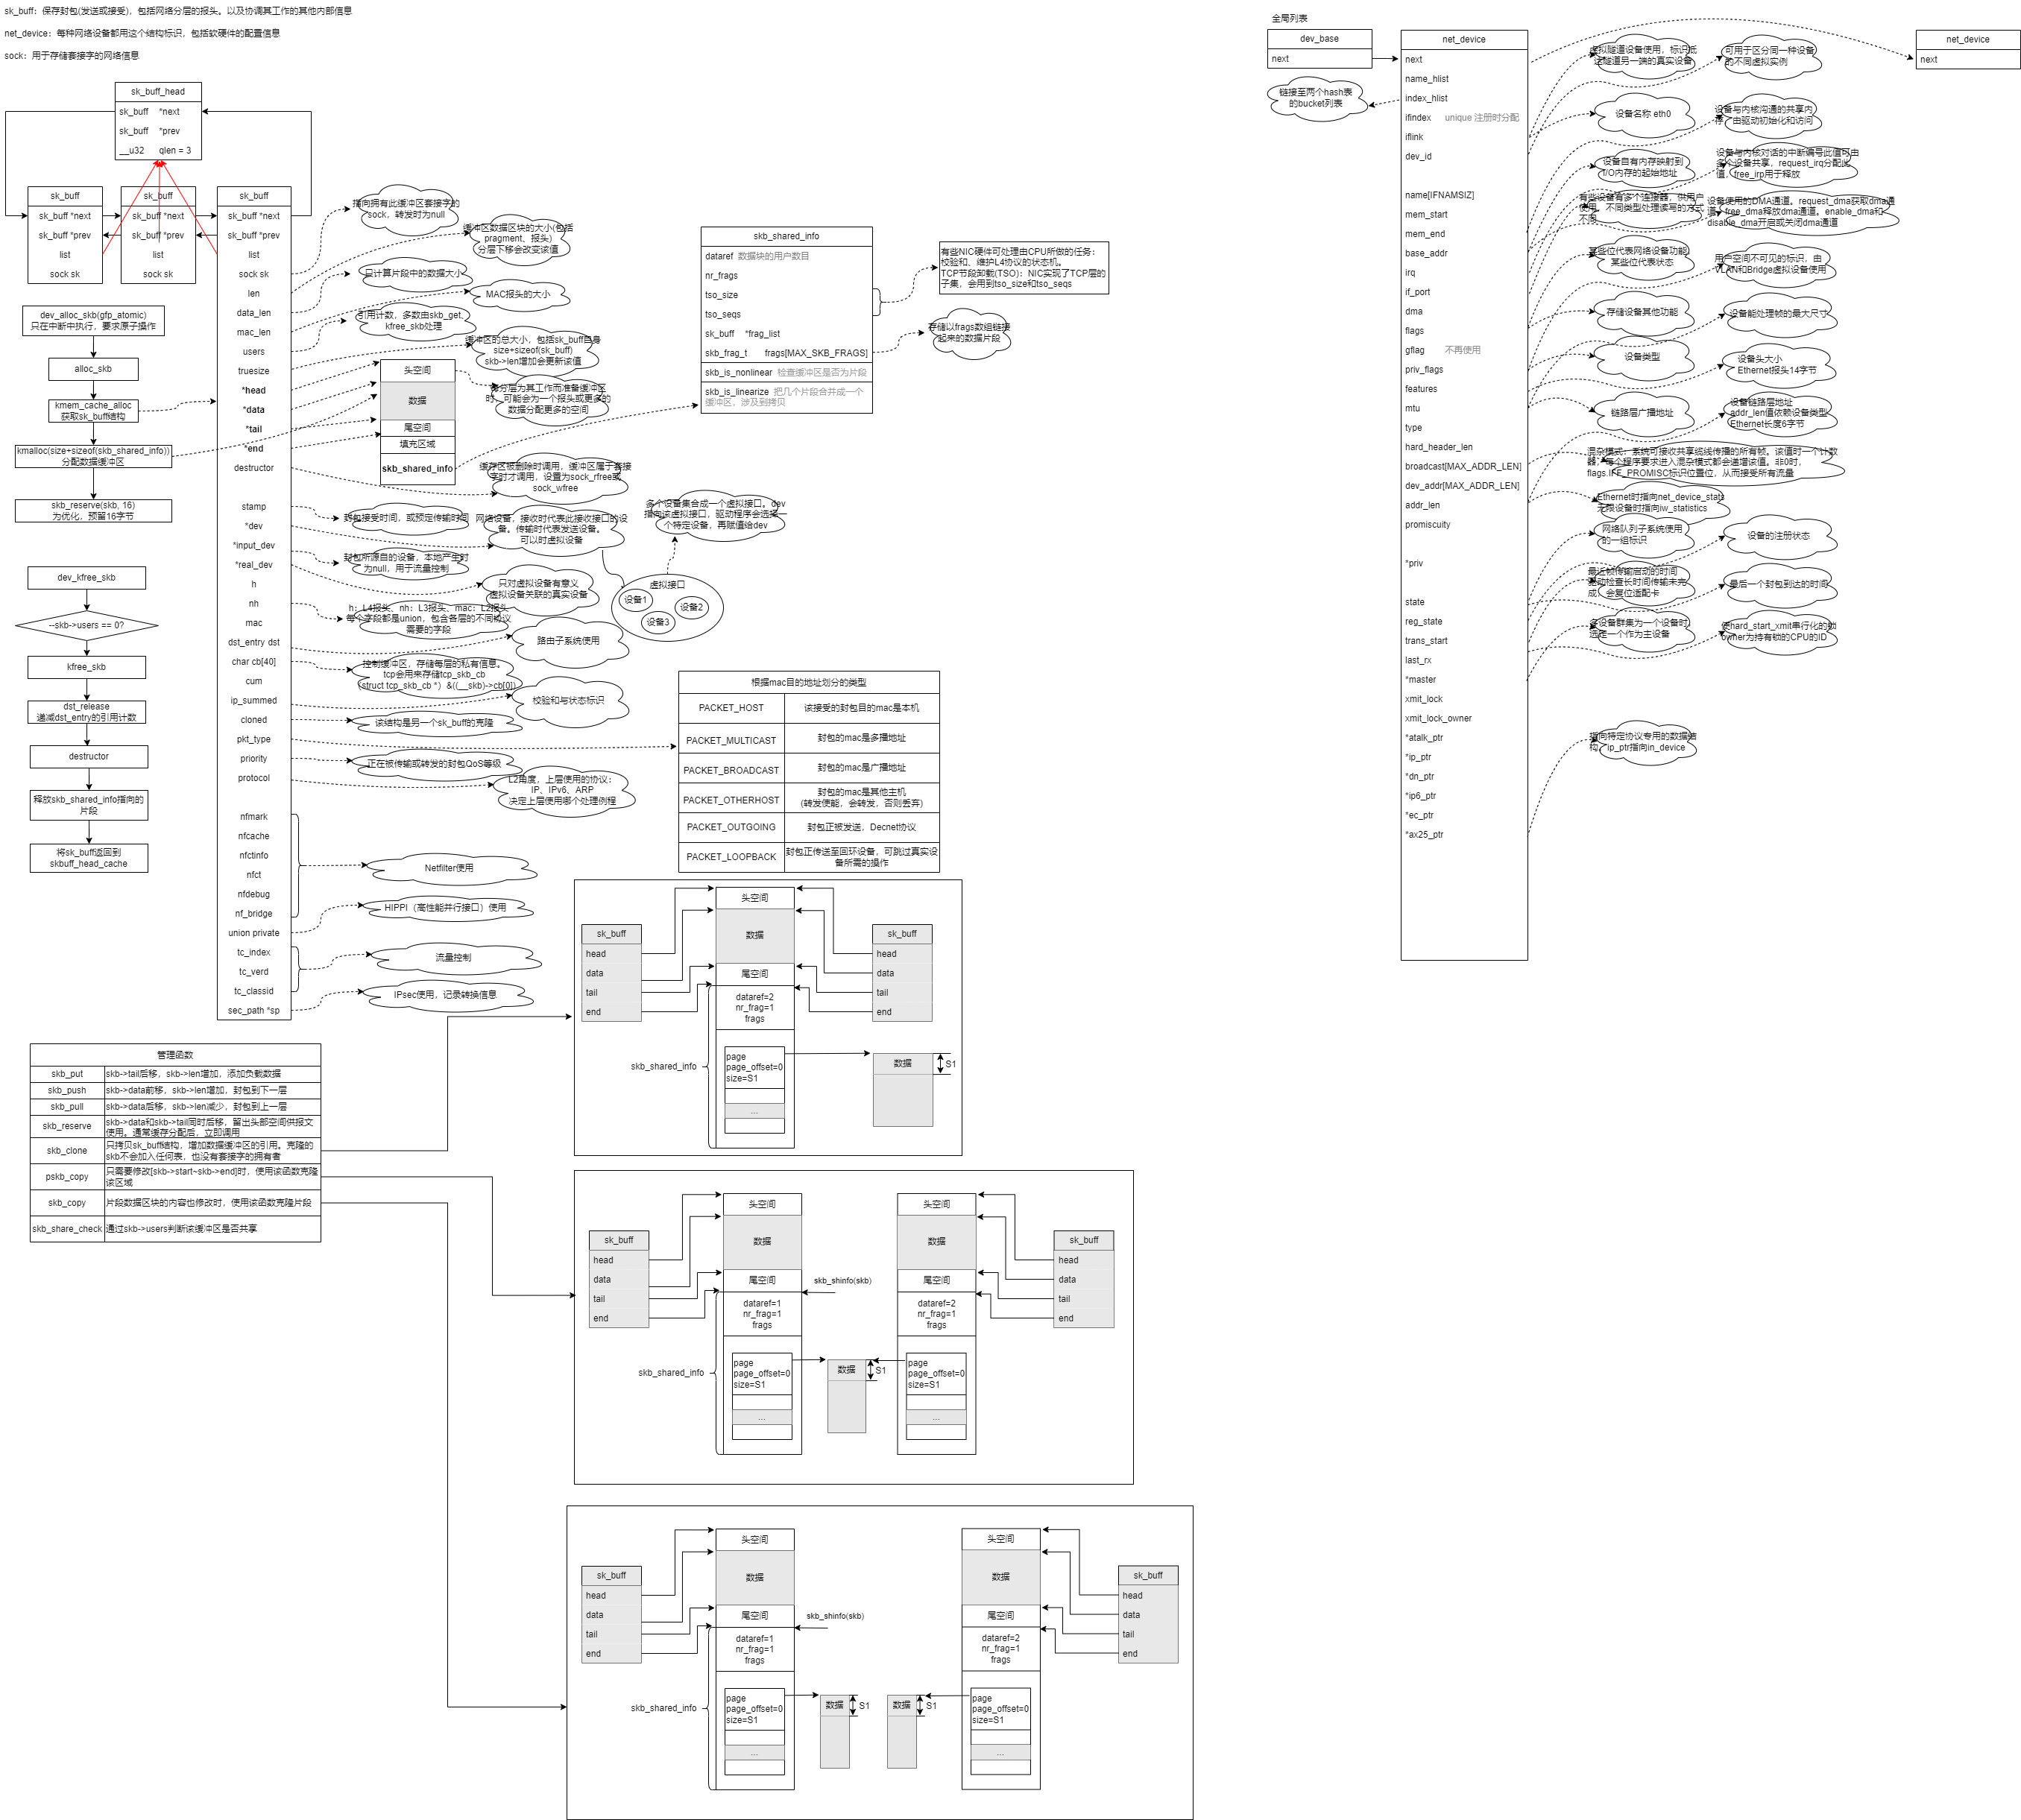 sk_buff：保存封包(发送或接受)，包括网络分层的报头。以及协调其工作的其他内部信息
net_device：每种网络设备都用这个结构标识，包括软硬件的配置信息
sock：用于存储套接字的网络信息
sk_buff_head
sk_buff *next
sk_buff *prev
__u32 qlen = 3
sk_buff
sk_buff *next
sk_buff *prev
list
sock sk
sk_buff
sk_buff *next
sk_buff *prev
list
sock sk
sk_buff
sk_buff *next
sk_buff *prev
list
sock sk
len
data_len
mac_len
users
truesize
*head
*data
*tail
*end
destructor
stamp
*dev
*input_dev
*real_dev
h
nh
mac
dst_entry dst
char cb[40]
cum
ip_summed
cloned
pkt_type
priority
protocol
nfmark
nfcache
nfctinfo
nfct
nfdebug
nf_bridge
union private
tc_index
tc_verd
tc_classid
sec_path *sp
dev_alloc_skb(gfp_atomic)
只在中断中执行，要求原子操作
alloc_skb
kmem_cache_alloc
获取sk_buff结构
kmalloc(size+sizeof(skb_shared_info))
分配数据缓冲区
skb_reserve(skb, 16)
为优化，预留16字节
dev_kfree_skb
--skb->users == 0?
kfree_skb
dst_release
递减dst_entry的引用计数
destructor
释放skb_shared_info指向的
片段
将sk_buff返回到
skbuff_head_cache
指向拥有此缓冲区套接字的
sock，转发时为null
缓冲区数据区块的大小(包括
pragment、报头)
分层下移会改变该值
只计算片段中的数据大小
MAC报头的大小
引用计数，多数由skb_get、
kfree_skb处理
缓冲区的总大小，包括sk_buff自身
size+sizeof(sk_buff)
skb->len增加会更新该值
头空间
数据
尾空间
填充区域
skb_shared_info
每分层为其工作而准备缓冲区
时，可能会为一个报头或更多的
数据分配更多的空间
缓存区被删除时调用，缓冲区属于套接
字时才调用，设置为sock_rfree或
sock_wfree
封包接受时间，或预定传输时间
网络设备，接收时代表此接收接口的设
备。传输时代表发送设备。
可以时虚拟设备
封包所源自的设备，本地产生时
为null，用于流量控制
只对虚拟设备有意义
虚拟设备关联的真实设备
h：L4报头、nh：L3报头、mac：L2报头
每个字段都是union，包含各层的不同协议
需要的字段
路由子系统使用
控制缓冲区，存储每层的私有信息。
tcp会用来存储tcp_skb_cb
（struct tcp_skb_cb *）&((__skb)->cb[0])
校验和与状态标识
该结构是另一个sk_buff的克隆
正在被传输或转发的封包QoS等级
L2角度，上层使用的协议：
IP、IPv6、ARP
决定上层使用哪个处理例程
Netfilter使用
HIPPI（高性能并行接口）使用
流量控制
IPsec使用，记录转换信息
多个设备集合成一个虚拟接口。dev
指向该虚拟接口，驱动程序会选择一
个特定设备，再赋值给dev
虚拟接口
设备1
设备2
设备3
skb_shared_info
dataref 数据块的用户数目
nr_frags
tso_size
tso_seqs
sk_buff *frag_list
skb_frag_t frags[MAX_SKB_FRAGS]
skb_is_nonlinear 检查缓冲区是否为片段
skb_is_linearize 把几个片段合并成一个
缓冲区，涉及到拷贝
有些NIC硬件可处理由CPU所做的任务：
校验和、维护L4协议的状态机。
TCP节段卸载(TSO)：NIC实现了TCP层的
子集，会用到tso_size和tso_seqs
存储以frags数组链接
起来的数据片段
根据mac目的地址划分的类型
PACKET_HOST 该接受的封包目的mac是本机
PACKET_MULTICAST 封包的mac是多播地址
PACKET_BROADCAST 封包的mac是广播地址
PACKET_OTHERHOST 封包的mac是其他主机
(转发使能，会转发，否则丢弃)
PACKET_OUTGOING 封包正被发送，Decnet协议
PACKET_LOOPBACK 封包正传送至回环设备，可跳过真实设
备所需的操作
管理函数
skb_put skb->tail后移，skb->len增加，添加负载数据
skb_push skb->data前移，skb->len增加，封包到下一层
skb_pull skb->data后移，skb->len减少，封包到上一层
skb_reserve skb->data和skb->tail同时后移，留出头部空间供报文
使用。通常缓存分配后，立即调用
skb_clone 只拷贝sk_buff结构，增加数据缓冲区的引用。克隆的
skb不会加入任何表，也没有套接字的拥有者
pskb_copy 只需要修改[skb->start~skb->end]时，使用该函数克隆
该区域
skb_copy 片段数据区块的内容也修改时，使用该函数克隆片段
skb_share_check 通过skb->users判断该缓冲区是否共享
sk_buff
head
data
tail
end
头空间
数据
尾空间
dataref=2
nr_frag=1
frags
skb_shared_info
page
page_offset=0
size=S1
...
sk_buff
head
data
tail
end
数据
S1
sk_buff
head
data
tail
end
头空间
数据
尾空间
skb_shinfo(skb)
dataref=1
nr_frag=1
frags
skb_shared_info
page
page_offset=0
size=S1
...
数据
S1
头空间
数据
尾空间
dataref=2
nr_frag=1
frags
page
page_offset=0
size=S1
...
sk_buff
head
data
tail
end
sk_buff
head
data
tail
end
头空间
数据
尾空间
skb_shinfo(skb)
dataref=1
nr_frag=1
frags
skb_shared_info
page
page_offset=0
size=S1
...
数据
S1
数据
S1
头空间
数据
尾空间
dataref=2
nr_frag=1
frags
page
page_offset=0
size=S1
...
sk_buff
head
data
tail
end
全局列表
dev_base
next
链接至两个hash表
的bucket列表
net_device
next
name_hlist
index_hlist
ifindex unique 注册时分配
iflink
dev_id
name[IFNAMSIZ]
mem_start
mem_end
base_addr
irq
if_port
dma
flags
gflag 不再使用
priv_flags
features
mtu
type
hard_header_len
broadcast[MAX_ADDR_LEN]
dev_addr[MAX_ADDR_LEN]
addr_len
promiscuity
*priv
state
reg_state
trans_start
last_rx
*master
xmit_lock
xmit_lock_owner
*atalk_ptr
*ip_ptr
*dn_ptr
*ip6_ptr
*ec_ptr
*ax25_ptr
net_device
next
虚拟隧道设备使用，标识抵
达隧道另一端的真实设备
可用于区分同一种设备
的不同虚拟实例
设备名称 eth0
设备与内核沟通的共享内
存，由驱动初始化和访问
设备自有内存映射到
I/O内存的起始地址
设备与内核对话的中断编号此值可由
多个设备共享，request_irq分配此
值，free_irp用于释放
有些设备有多个连接器，供用户
使用。不同类型处理读写的方式
不同
设备使用的DMA通道。request_dma获取dma通
道，free_dma释放dma通道。enable_dma和
disable_dma开启或关闭dma通道
某些位代表网络设备功能
某些位代表状态
用户空间不可见的标识，由
VLAN和Bridge虚拟设备使用
存储设备其他功能
设备能处理帧的最大尺寸
设备类型
设备头大小
Ethernet报头14字节
链路层广播地址
设备链路层地址
addr_len值依赖设备类型
Ethernet长度6字节
混杂模式：系统可接收共享缆线传播的所有帧。该值时一个计数
器，每个程序要求进入混杂模式都会递增该值。非0时，
flags.IFF_PROMISC标识位置位，从而接受所有流量
Ethernet时指向net_device_stats
无限设备时指向iw_statistics
网络队列子系统使用
的一组标识
设备的注册状态
最近帧传输启动的时间
驱动检查长时间传输未完
成，会复位适配卡
最后一个封包到达的时间
多设备群集为一个设备时，
选定一个作为主设备
使hard_start_xmit串行化的锁
owner为持有锁的CPU的ID
指向特定协议专用的数据结
构，ip_ptr指向in_device